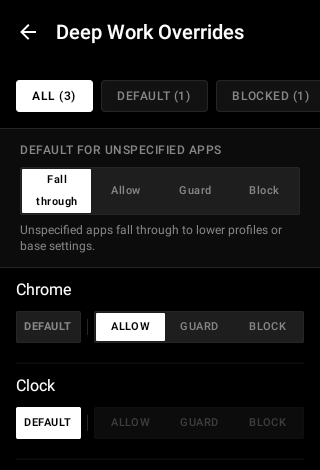 Deep Work Overrides
ALL (3)
DEFAULT (1)
BLOCKED (1)
DEFAULT FOR UNSPECIFIED APPS
Fall
through
Allow
Guard
Block
Unspecified apps fall through to lower profiles or
base settings.
Chrome
DEFAULT
ALLOW
GUARD
BLOCK
Clock
DEFAULT
ALLOW
GUARD
BLOCK